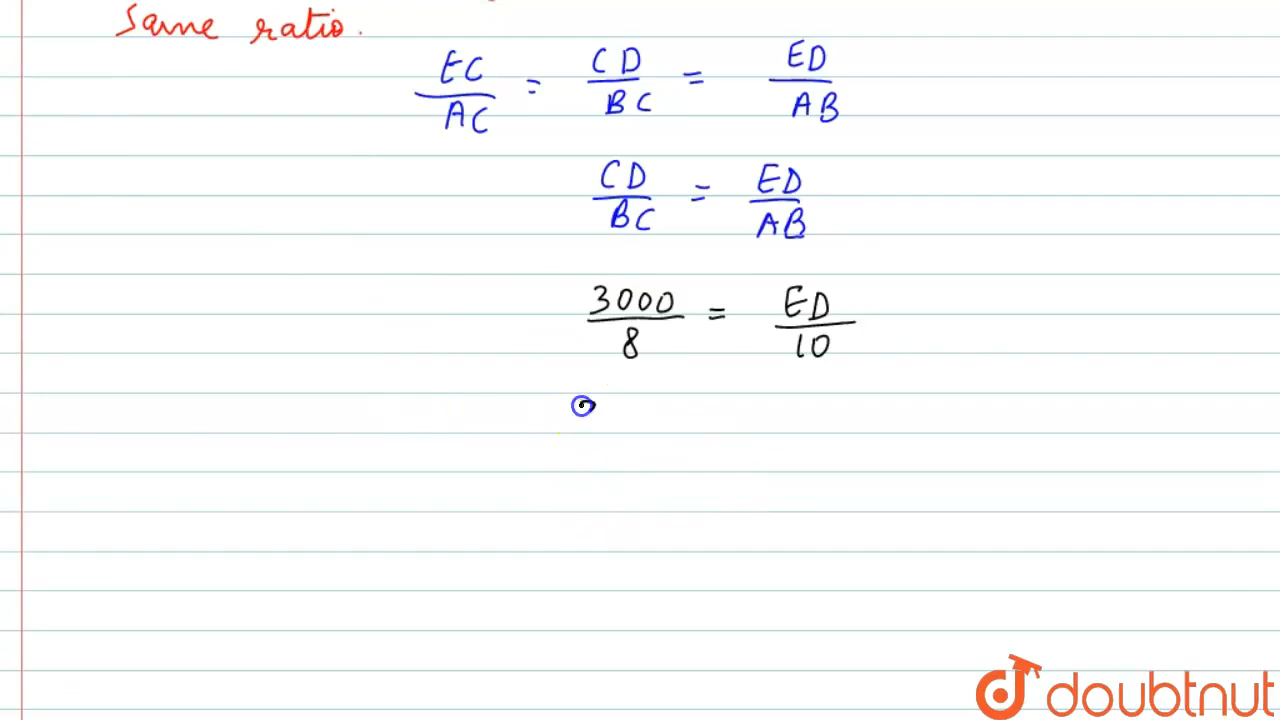 Same ratio.
EC/AC = CD/BC = ED/AB
CD/BC = ED/AB
3000/8 = ED/10
doubtnut